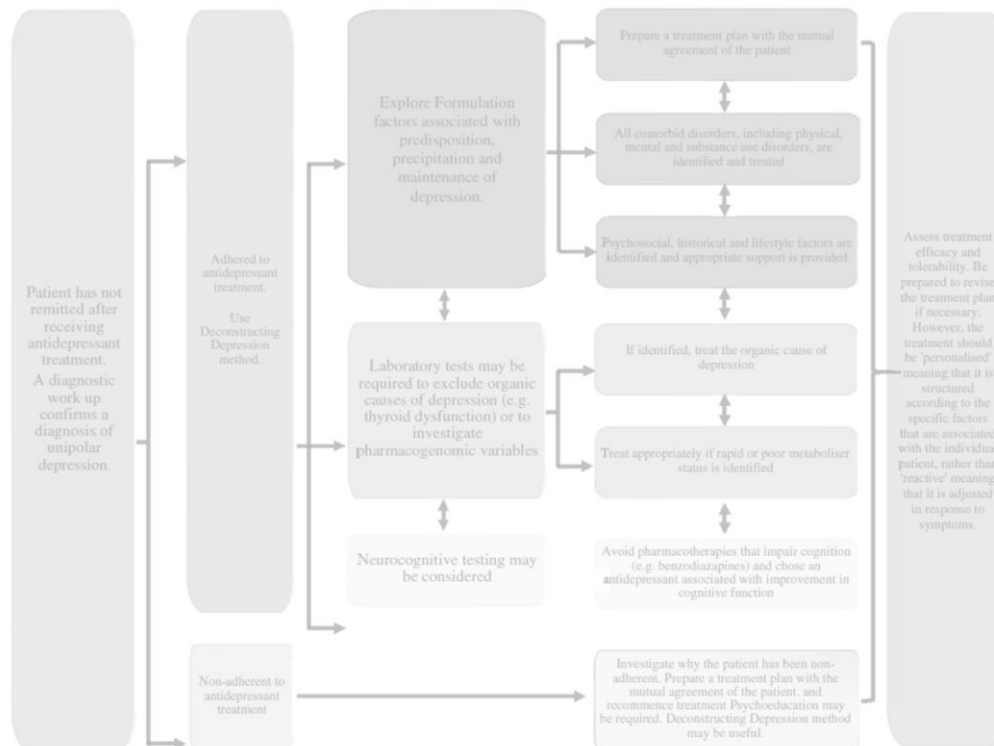 Patient has not
remitted after
receiving
antidepressant
treatment.
A diagnostic
work up
confirms a
diagnosis of
unipolar
depression.
Adhered to
antidepressant
treatment.
Use
Deconstructing
Depression
method.
Non-adherent to
antidepressant
treatment
Explore Formulation
factors associated with
predisposition,
precipitation and
maintenance of
depression.
Laboratory tests may be
required to exclude organic
causes of depression (e.g.
thyroid dysfunction) or to
investigate
pharmacogenomic variables
Neurocognitive testing may
be considered
Prepare a treatment plan with the mutual
agreement of the patient
All comorbid disorders, including physical,
mental and substance use disorders, are
identified and treated
Psychosocial, historical and lifestyle factors are
identified and appropriate support is provided
If identified, treat the organic cause of
depression
Treat appropriately if rapid or poor metaboliser
status is identified
Avoid pharmacotherapies that impair cognition
(e.g. benzodiazapines) and chose an
antidepressant associated with improvement in
cognitive function
Investigate why the patient has been non-
adherent. Prepare a treatment plan with the
mutual agreement of the patient. and
recommence treatment Psychoeducation may
be required. Deconstructing Depression method
may be useful.
Assess treatment
efficacy and
tolerability. Be
prepared to revise
the treatment plan
if necessary.
However, the
treatment should
be 'personalised'
meaning that it is
structured
according to the
specific factors
that are associated
with the individual
patient, rather than
'reactive' meaning
that it is adjusted
in response to
symptoms.